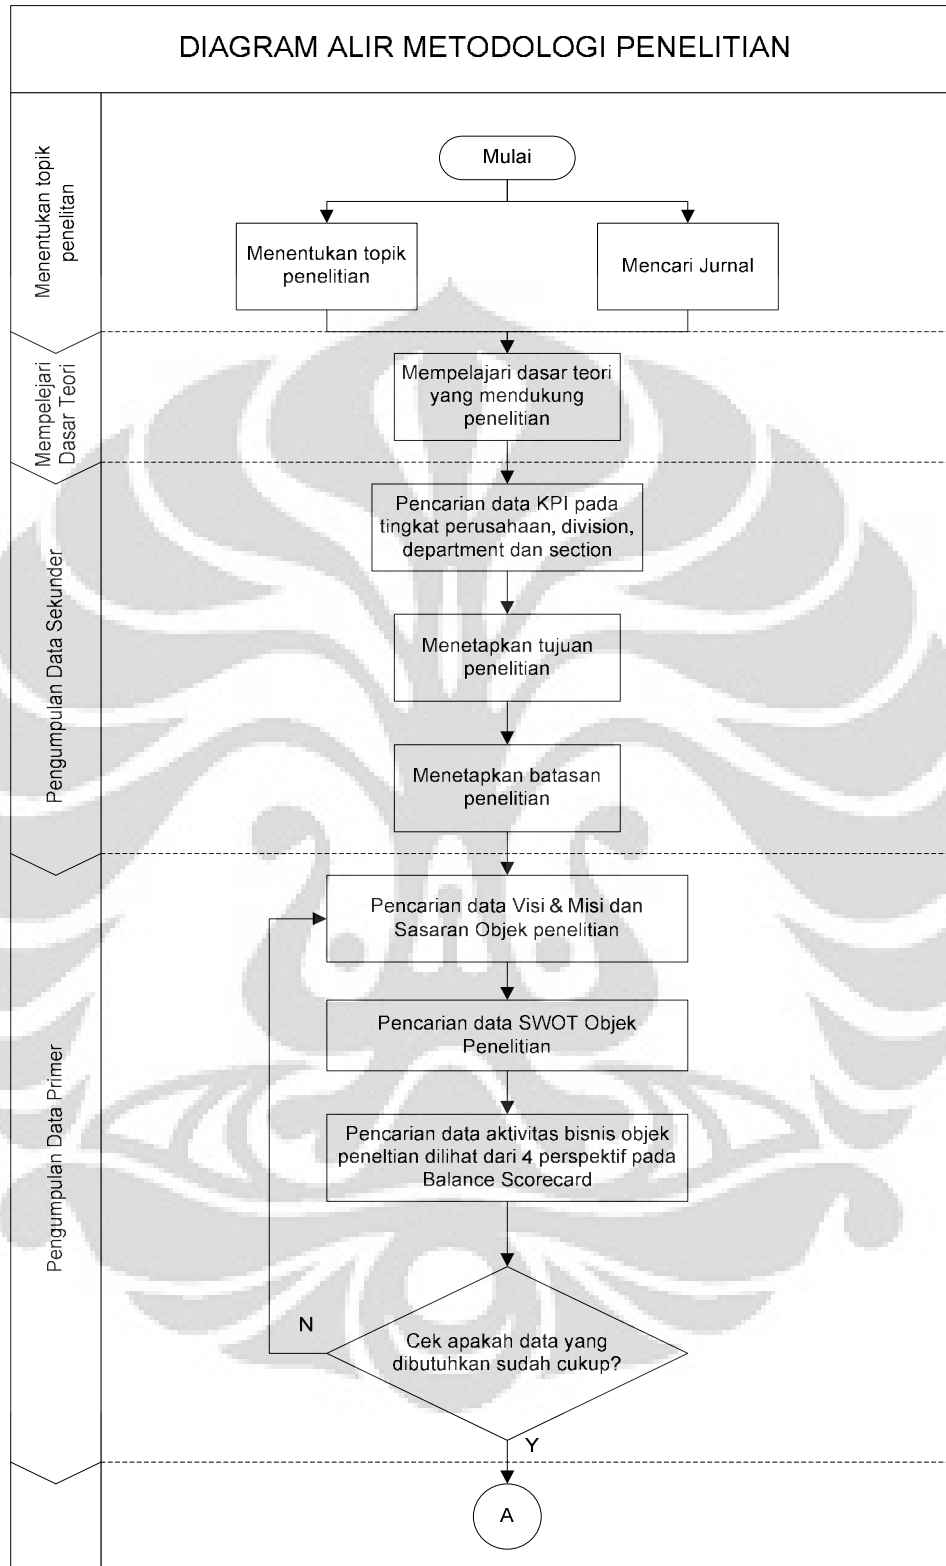 DIAGRAM ALIR METODOLOGI PENELITIAN
Menentukan topik
penelitan
Mulai
Menentukan topik
penelitian
Mencari Jurnal
Mempelejari
Dasar Teori
Mempelajari dasar teori
yang mendukung
penelitian
Pengumpulan Data Sekunder
Pencarian data KPI pada
tingkat perusahaan, division,
department dan section
Menetapkan tujuan
penelitian
Menetapkan batasan
penelitian
Pengumpulan Data Primer
Pencarian data Visi & Misi dan
Sasaran Objek penelitian
Pencarian data SWOT Objek
Penelitian
Pencarian data aktivitas bisnis objek
peneltian dilihat dari 4 perspektif pada
Balance Scorecard
N
Cek apakah data yang
dibutuhkan sudah cukup?
Y
A